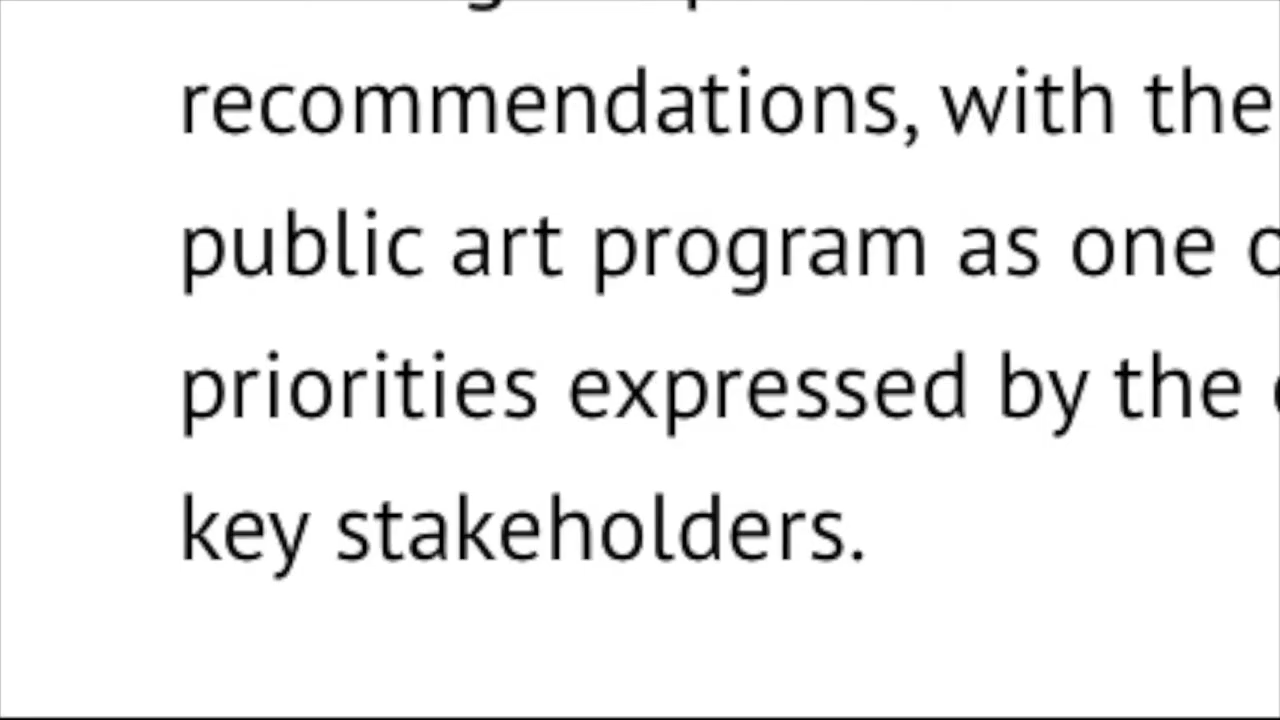 recommendations, with the
public art program as one
priorities expressed by the
key stakeholders.